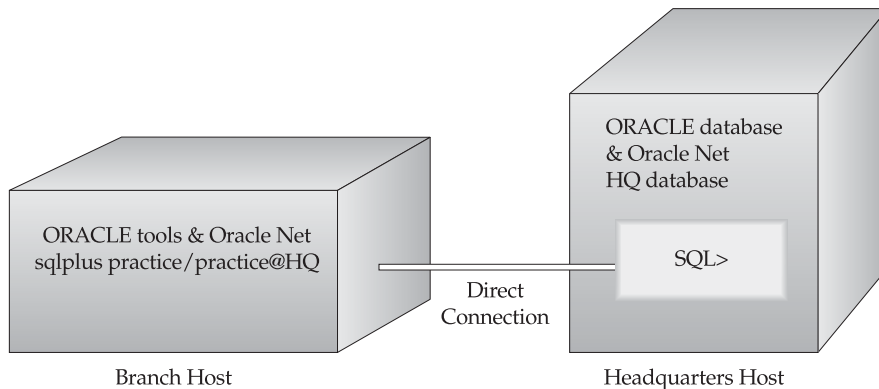 ORACLE database
& Oracle Net
HQ database
ORACLE tools & Oracle Net
sqlplus practice/practice@HQ
SQL>
Direct
Connection
Branch Host
Headquarters Host